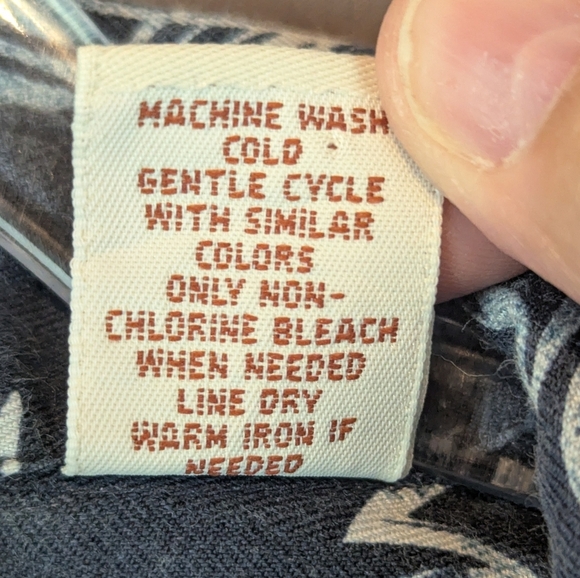 MACHINE WASH
COLD
GENTLE CYCLE
WITH SIMILAR
COLORS
ONLY NON-
CHLORINE BLEACH
WHEN NEEDED
LINE DRY
WARM IRON IF
NEEDED